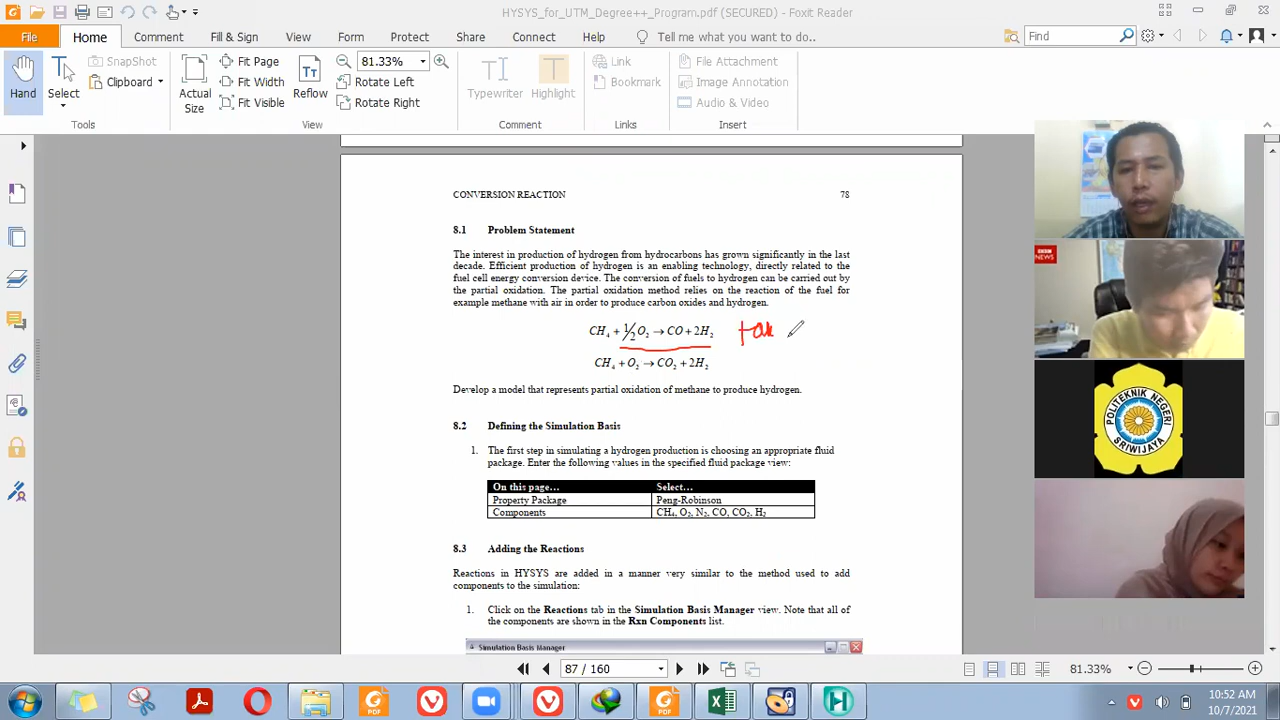 HYSYS_for_UTM_Degree++_Program.pdf (SECURED) - Foxit Reader
File Home Comment Fill & Sign View Form Protect Share Connect Help Tell me what you want to do.. Find
Hand
Select
SnapShot
Clipboard
Actual Size
Fit Page
Fit Width
Fit Visible
Reflow
81.33%
Rotate Left
Rotate Right
Typewriter
Highlight
Link
Bookmark
File Attachment
Image Annotation
Audio & Video
Tools View Comment Links Insert
CONVERSION REACTION 78
8.1 Problem Statement
The interest in production of hydrogen from hydrocarbons has grown significantly in the last
decade. Efficient production of hydrogen is an enabling technology, directly related to the
fuel cell energy conversion device. The conversion of fuels to hydrogen can be carried out by
the partial oxidation. The partial oxidation method relies on the reaction of the fuel for
example methane with air in order to produce carbon oxides and hydrogen.
CH₄ + ½O₂ → CO + 2H₂
CH₄ + O₂ → CO₂ + 2H₂
Develop a model that represents partial oxidation of methane to produce hydrogen.
8.2 Defining the Simulation Basis
1. The first step in simulating a hydrogen production is choosing an appropriate fluid
package. Enter the following values in the specified fluid package view:
On this page… Select…
Property Package Peng-Robinson
Components CH₄, O₂, N₂, CO, CO₂, H₂
8.3 Adding the Reactions
Reactions in HYSYS are added in a manner very similar to the method used to add
components to the simulation:
1. Click on the Reactions tab in the Simulation Basis Manager view. Note that all of
the components are shown in the Rxn Components list.
Simulation Basis Manager
BBC
NEWS
POLITEKNIK NEGERI
SRIWIJAYA
87 / 160
81.33%
10:52 AM
10/7/2021